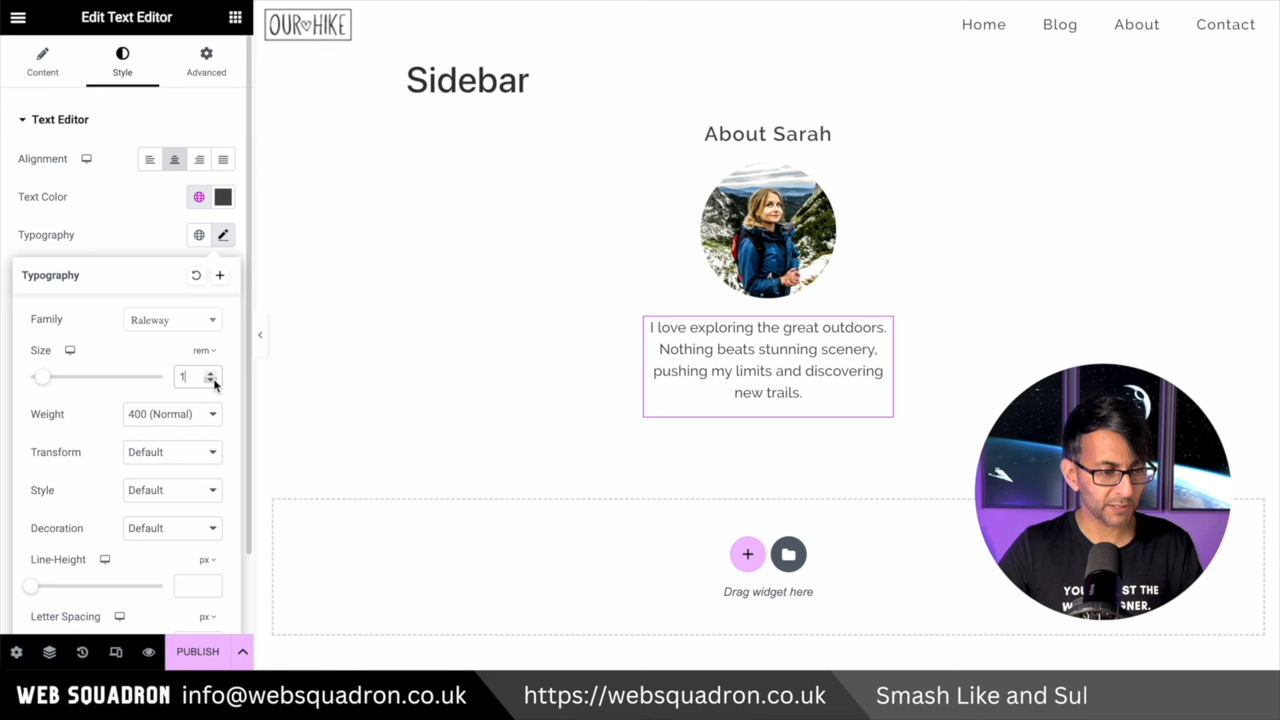 Edit Text Editor
OUR HIKE
Home
Blog
About
Contact
Content
Style
Advanced
Sidebar
Text Editor
About Sarah
Alignment
Text Color
Typography
Typography
Family
Raleway
Size
rem
1
I love exploring the great outdoors.
Nothing beats stunning scenery,
pushing my limits and discovering
new trails.
Weight
400 (Normal)
Transform
Default
Style
Default
Decoration
Default
Line-Height
px
Letter Spacing
px
Drag widget here
PUBLISH
WEB SQUADRON
info@websquadron.co.uk
https://websquadron.co.uk
Smash Like and Sul